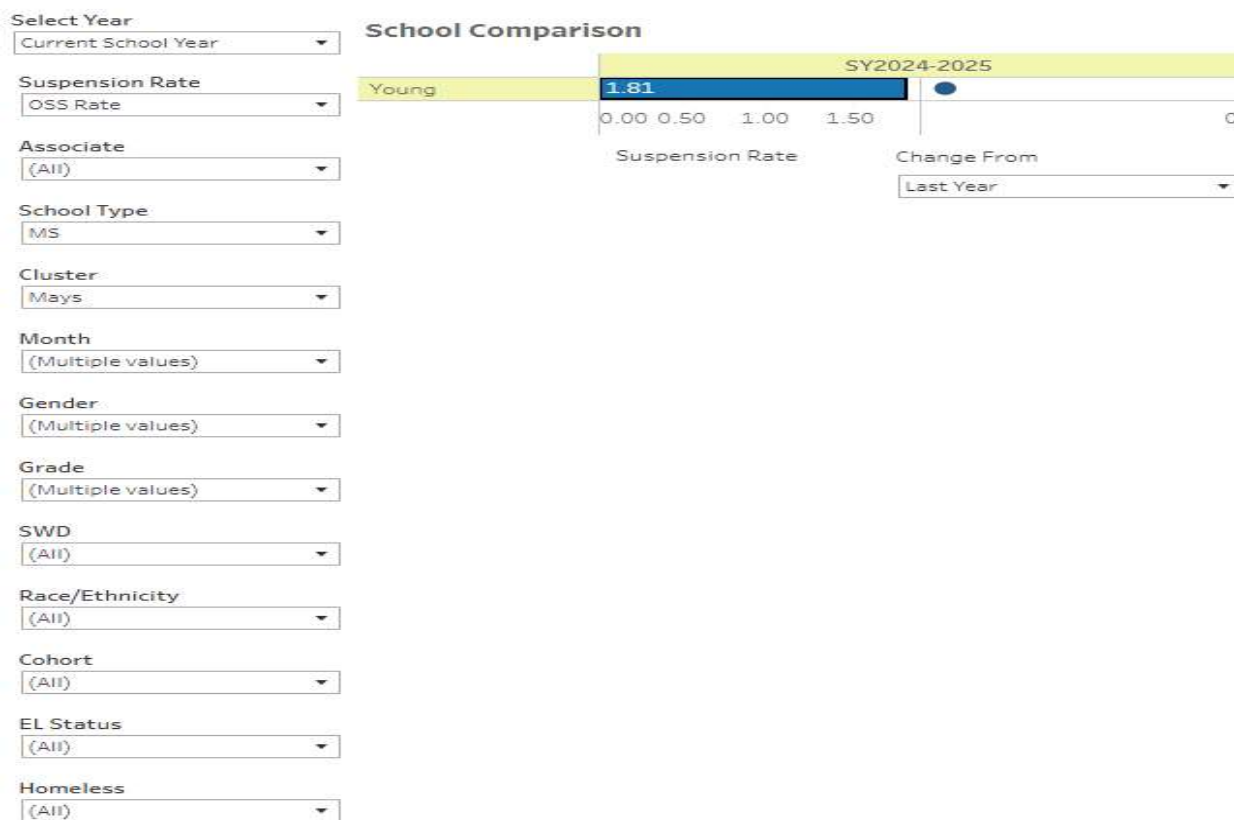 Select Year
Current School Year
Suspension Rate
OSS Rate
Associate
(All)
School Type
MS
Cluster
Mays
Month
(Multiple values)
Gender
(Multiple values)
Grade
(Multiple values)
SWD
(All)
Race/Ethnicity
(All)
Cohort
(All)
EL Status
(All)
Homeless
(All)
School Comparison
SY2024-2025
Young 1.81
0.00 0.50 1.00 1.50 0
Suspension Rate Change From
Last Year